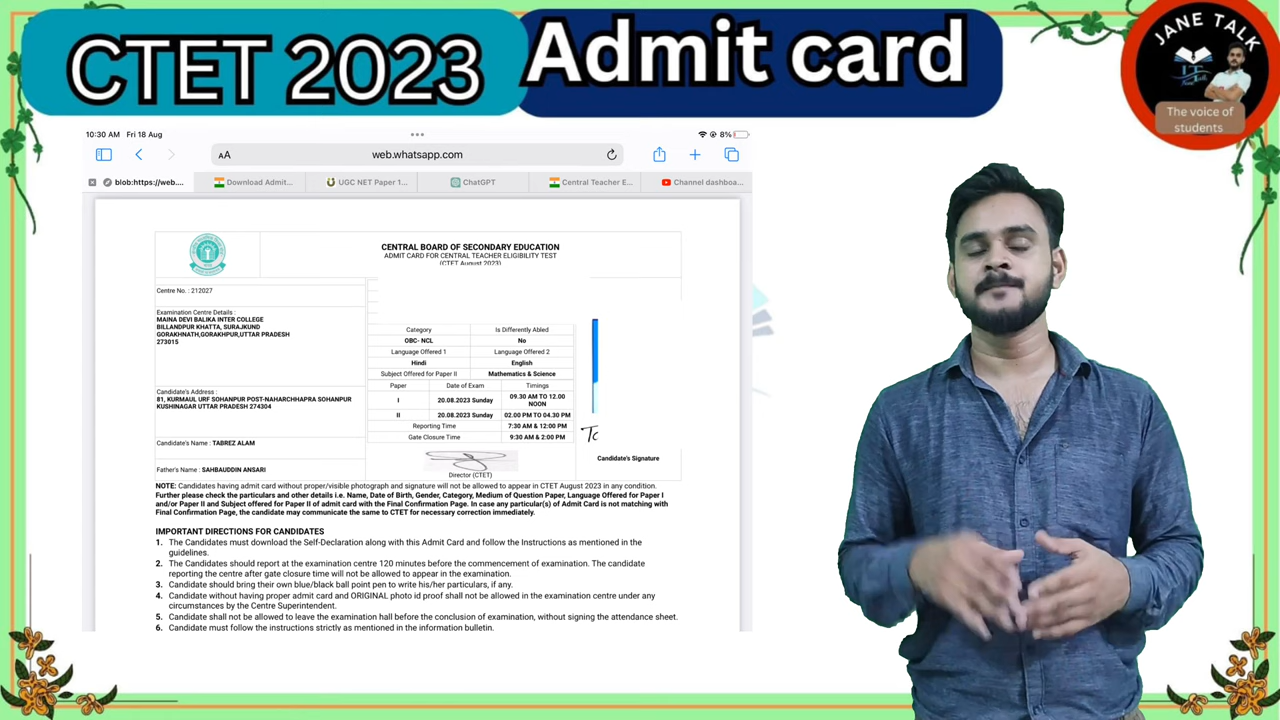 CTET 2023 Admit card
JANE TALK
The voice of
students
10:30 AM Fri 18 Aug
8%
AA
web.whatsapp.com
blob:https://web....
Download Admit...
UGC NET Paper 1...
ChatGPT
Central Teacher E...
Channel dashboa...
CENTRAL BOARD OF SECONDARY EDUCATION
ADMIT CARD FOR CENTRAL TEACHER ELIGIBILITY TEST
(CTET August 2023)
Centre No. : 212027
Examination Centre Details :
MAINA DEVI BALIKA INTER COLLEGE
BILLANDPUR KHATTA, SURAJKUND
GORAKHNATH,GORAKHPUR,UTTAR PRADESH
273015
Category Is Differently Abled
OBC- NCL No
Language Offered 1 Language Offered 2
Hindi English
Subject Offered for Paper II Mathematics & Science
Paper Date of Exam Timings
I 20.08.2023 Sunday 09.30 AM TO 12.00
NOON
II 20.08.2023 Sunday 02.00 PM TO 04.30 PM
Reporting Time 7:30 AM & 12:00 PM
Gate Closure Time 9:30 AM & 2:00 PM
Candidate's Address :
81, KURMAUL URF SOHANPUR POST-NAHARCHHAPRA SOHANPUR
KUSHINAGAR UTTAR PRADESH 274304
Candidate's Name : TABREZ ALAM
Father's Name : SAHBAUDDIN ANSARI
Director (CTET)
Candidate's Signature
NOTE: Candidates having admit card without proper/visible photograph and signature will not be allowed to appear in CTET August 2023 in any condition.
Further please check the particulars and other details i.e. Name, Date of Birth, Gender, Category, Medium of Question Paper, Language Offered for Paper I
and/or Paper II and Subject offered for Paper II of admit card with the Final Confirmation Page. In case any particular(s) of Admit Card is not matching with
Final Confirmation Page, the candidate may communicate the same to CTET for necessary correction immediately.
IMPORTANT DIRECTIONS FOR CANDIDATES
1. The Candidates must download the Self-Declaration along with this Admit Card and follow the Instructions as mentioned in the
guidelines.
2. The Candidates should report at the examination centre 120 minutes before the commencement of examination. The candidate
reporting the centre after gate closure time will not be allowed to appear in the examination.
3. Candidate should bring their own blue/black ball point pen to write his/her particulars, if any.
4. Candidate without having proper admit card and ORIGINAL photo id proof shall not be allowed in the examination centre under any
circumstances by the Centre Superintendent.
5. Candidate shall not be allowed to leave the examination hall before the conclusion of examination, without signing the attendance sheet.
6. Candidate must follow the instructions strictly as mentioned in the information bulletin.